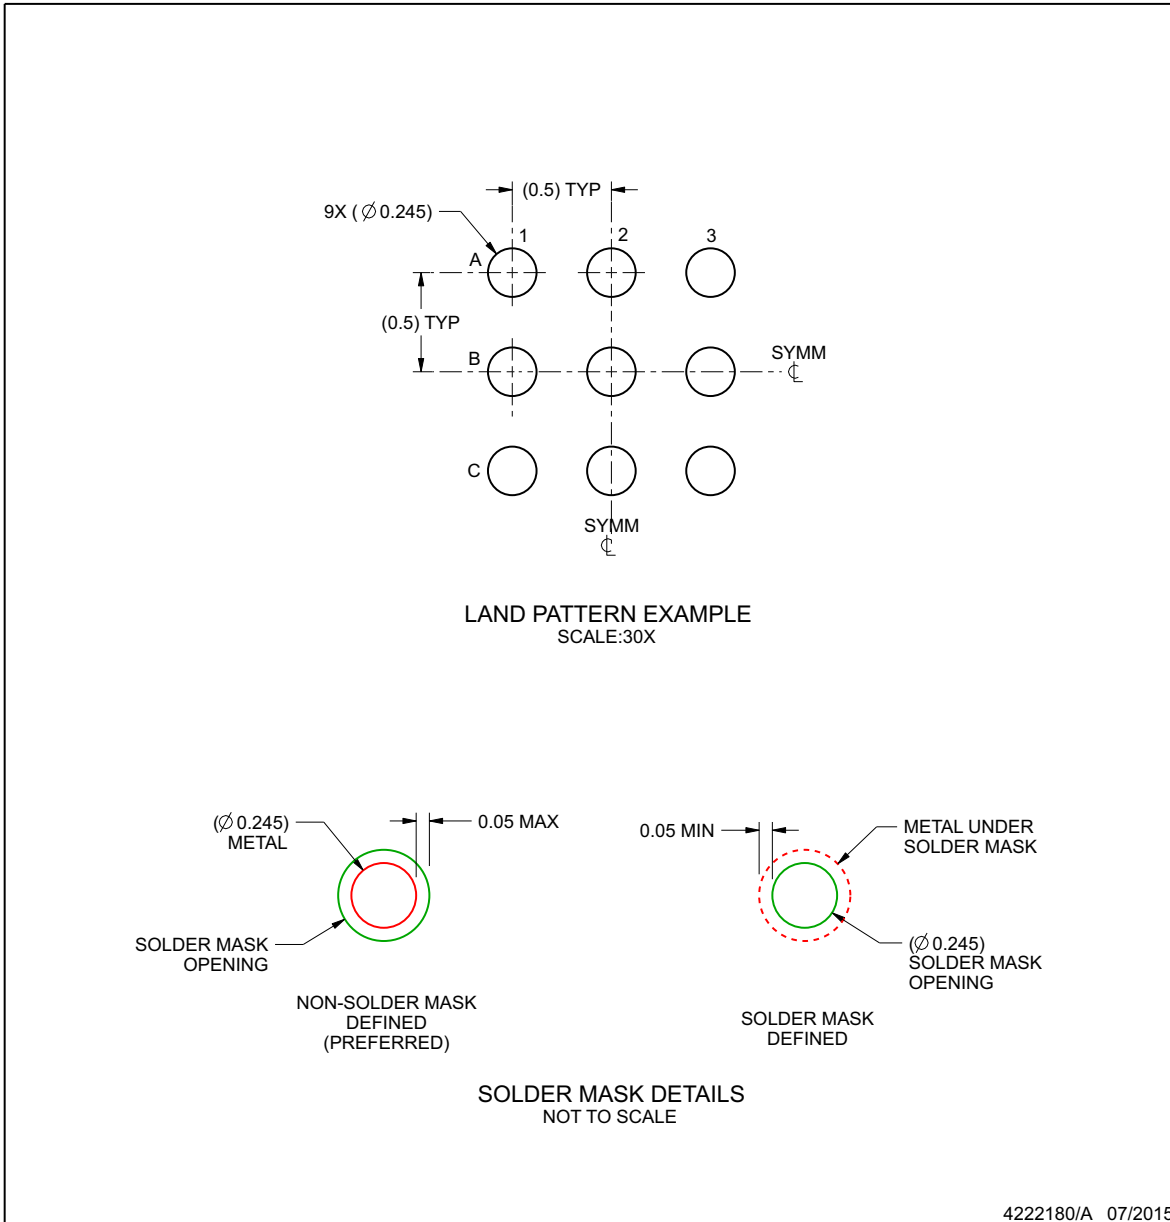 (0.5) TYP
9X ( Ø 0.245)
1
2
3
A
(0.5) TYP
B
SYMM
℄
C
SYMM
℄
LAND PATTERN EXAMPLE
SCALE:30X
(Ø 0.245)
METAL
0.05 MAX
SOLDER MASK
OPENING
NON-SOLDER MASK
DEFINED
(PREFERRED)
0.05 MIN
METAL UNDER
SOLDER MASK
(Ø 0.245)
SOLDER MASK
OPENING
SOLDER MASK
DEFINED
SOLDER MASK DETAILS
NOT TO SCALE
4222180/A 07/2015